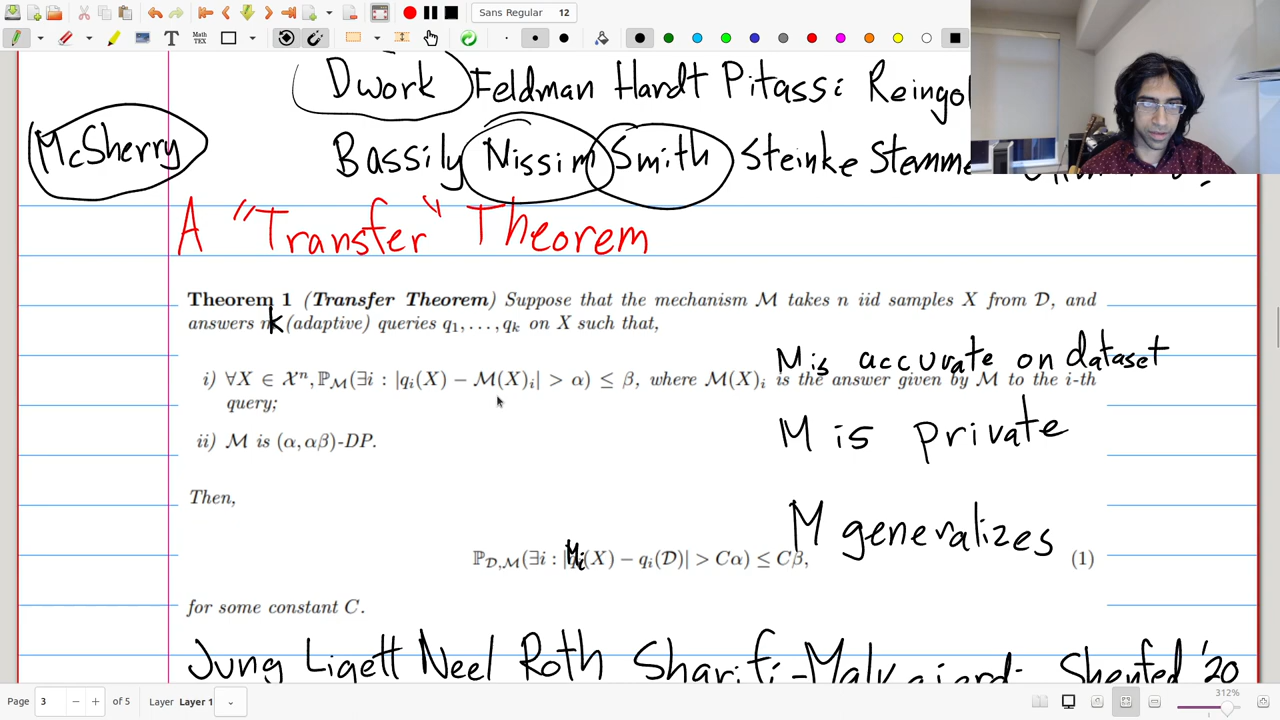 Sans Regular 12
Math
TEX
Dwork Feldman Hardt Pitassi Reingol
McSherry
Bassily Nissim Smith Steinke Stemme
A "Transfer" Theorem
Theorem 1 (Transfer Theorem) Suppose that the mechanism M takes n iid samples X from D, and
answers k (adaptive) queries q1, . . . , qk on X such that,
M is accurate on dataset
i) ∀X ∈ 𝒳ⁿ, ℙ_M(∃i : |qi(X) − M(X)i| > α) ≤ β, where M(X)i is the answer given by M to the i-th
query;
M is private
ii) M is (α, αβ)-DP.
Then,
M generalizes
ℙ_D,M(∃i : |Mi(X) − qi(D)| > Cα) ≤ Cβ, (1)
for some constant C.
Jung Ligett Neel Roth Sharifi-Malvajerdi Shenfeld '20
Page 3 of 5 Layer Layer 1 312%